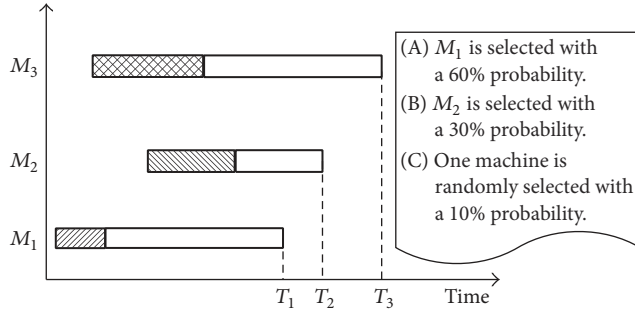 M3
M2
M1
T1 T2 T3 Time
(A) M1 is selected with
a 60% probability.
(B) M2 is selected with
a 30% probability.
(C) One machine is
randomly selected with
a 10% probability.